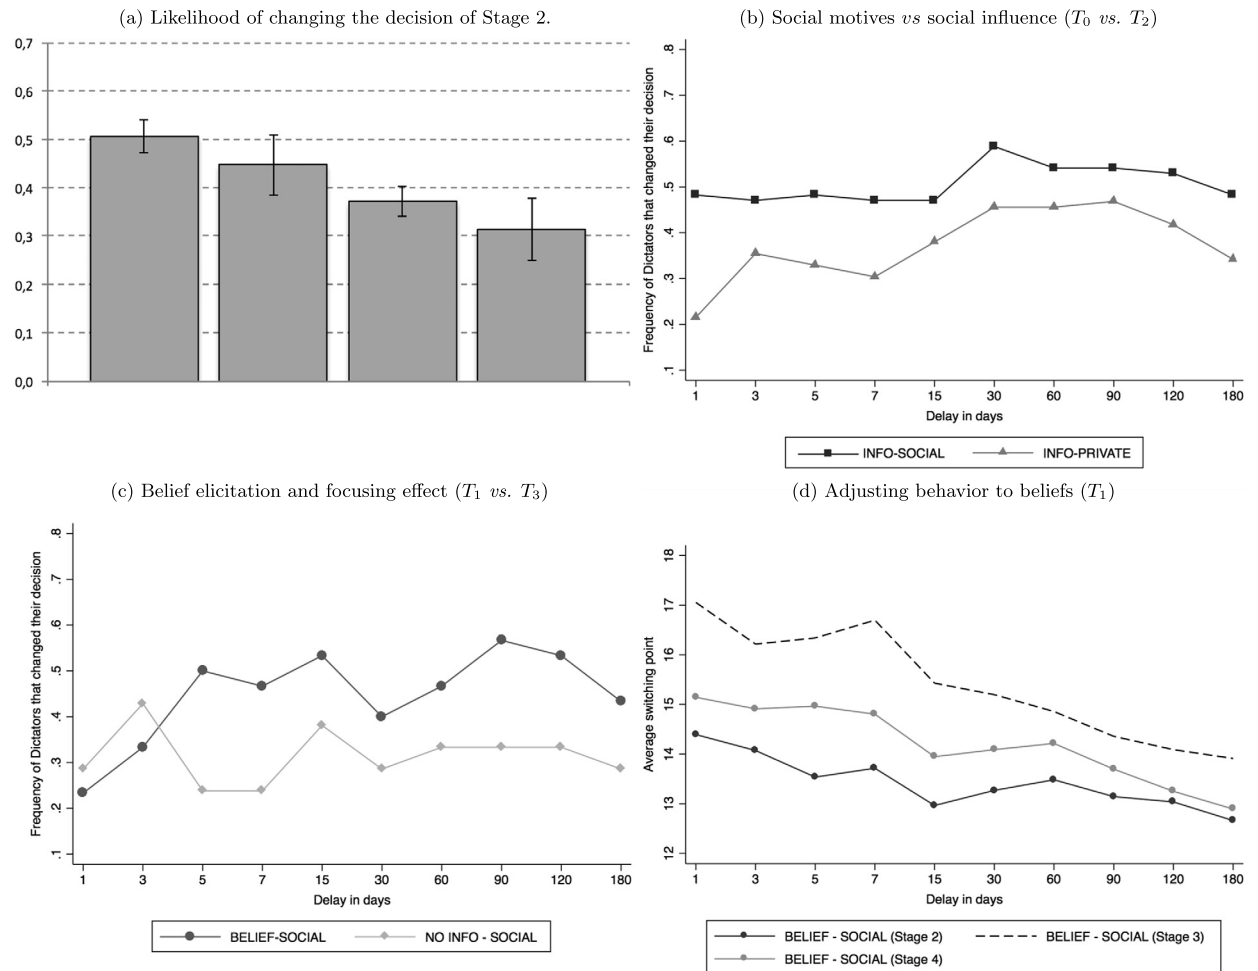 (a) Likelihood of changing the decision of Stage 2.
0,7
0,6
0,5
0,4
0,3
0,2
0,1
0,0
(b) Social motives vs social influence (T0 vs. T2)
Frequency of Dictators that changed their decision
.8
.7
.6
.5
.4
.3
.2
.1
1 3 5 7 15 30 60 90 120 180
Delay in days
INFO-SOCIAL INFO-PRIVATE
(c) Belief elicitation and focusing effect (T1 vs. T3)
Frequency of Dictators that changed their decision
.8
.7
.6
.5
.4
.3
.2
.1
1 3 5 7 15 30 60 90 120 180
Delay in days
BELIEF-SOCIAL NO INFO - SOCIAL
(d) Adjusting behavior to beliefs (T1)
Average switching point
18
17
16
15
14
13
12
1 3 5 7 15 30 60 90 120 180
Delay in days
BELIEF - SOCIAL (Stage 2) BELIEF - SOCIAL (Stage 3)
BELIEF - SOCIAL (Stage 4)